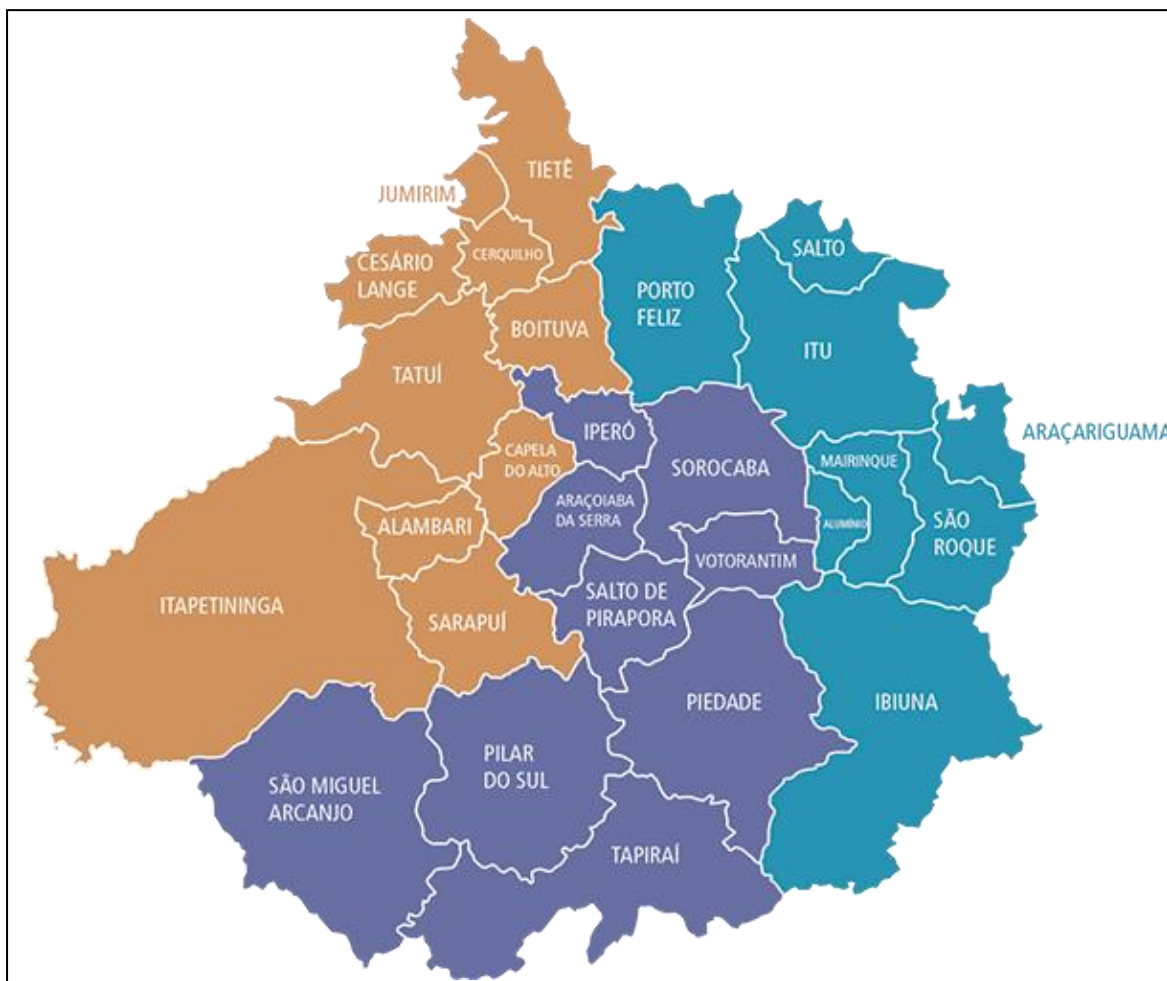 TIETÊ
JUMIRIM
CERQUILHO
CESÁRIO
LANGE
BOITUVA
TATUÍ
PORTO
FELIZ
SALTO
ITU
ARAÇARIGUAMA
IPERÓ
CAPELA
DO ALTO
SOROCABA
MAIRINQUE
ALUMÍNIO
SÃO
ROQUE
ARAÇOIABA
DA SERRA
ALAMBARI
VOTORANTIM
ITAPETININGA
SARAPUÍ
SALTO DE
PIRAPORA
PIEDADE
IBIUNA
SÃO MIGUEL
ARCANJO
PILAR
DO SUL
TAPIRAÍ